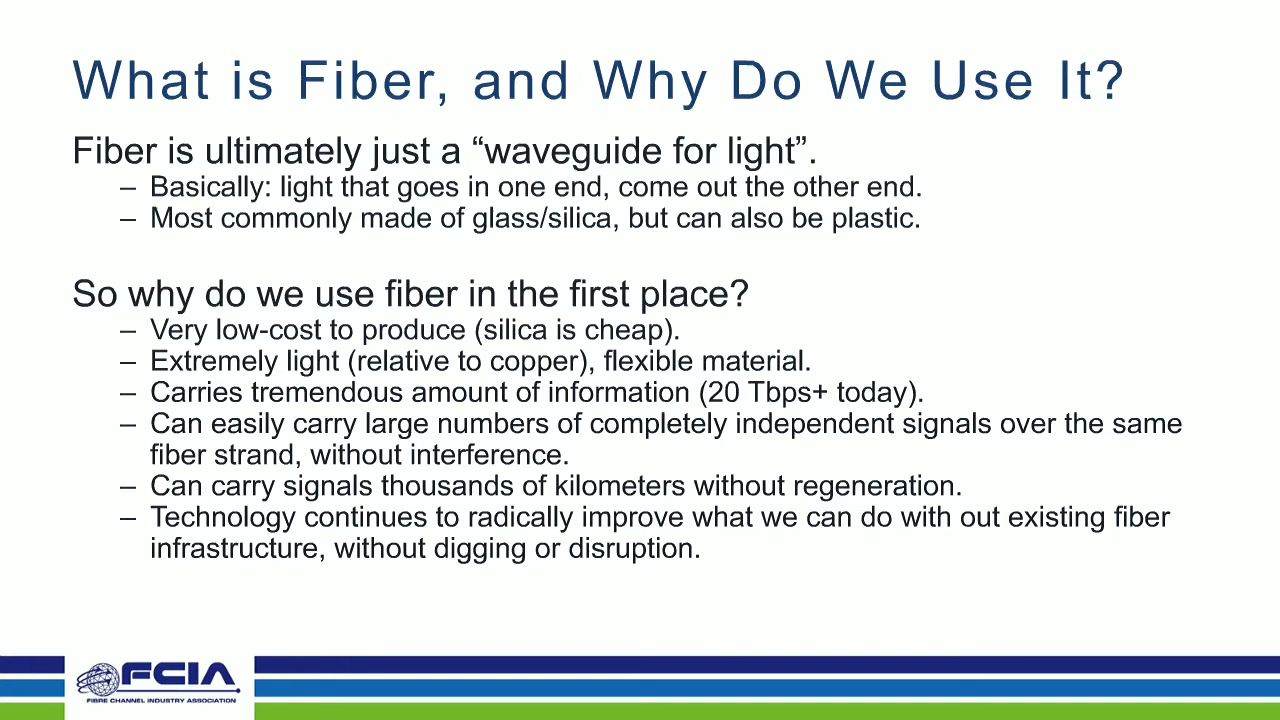 What is Fiber, and Why Do We Use It?
Fiber is ultimately just a “waveguide for light”.
– Basically: light that goes in one end, come out the other end.
– Most commonly made of glass/silica, but can also be plastic.
So why do we use fiber in the first place?
– Very low-cost to produce (silica is cheap).
– Extremely light (relative to copper), flexible material.
– Carries tremendous amount of information (20 Tbps+ today).
– Can easily carry large numbers of completely independent signals over the same
fiber strand, without interference.
– Can carry signals thousands of kilometers without regeneration.
– Technology continues to radically improve what we can do with out existing fiber
infrastructure, without digging or disruption.
FCIA
FIBRE CHANNEL INDUSTRY ASSOCIATION